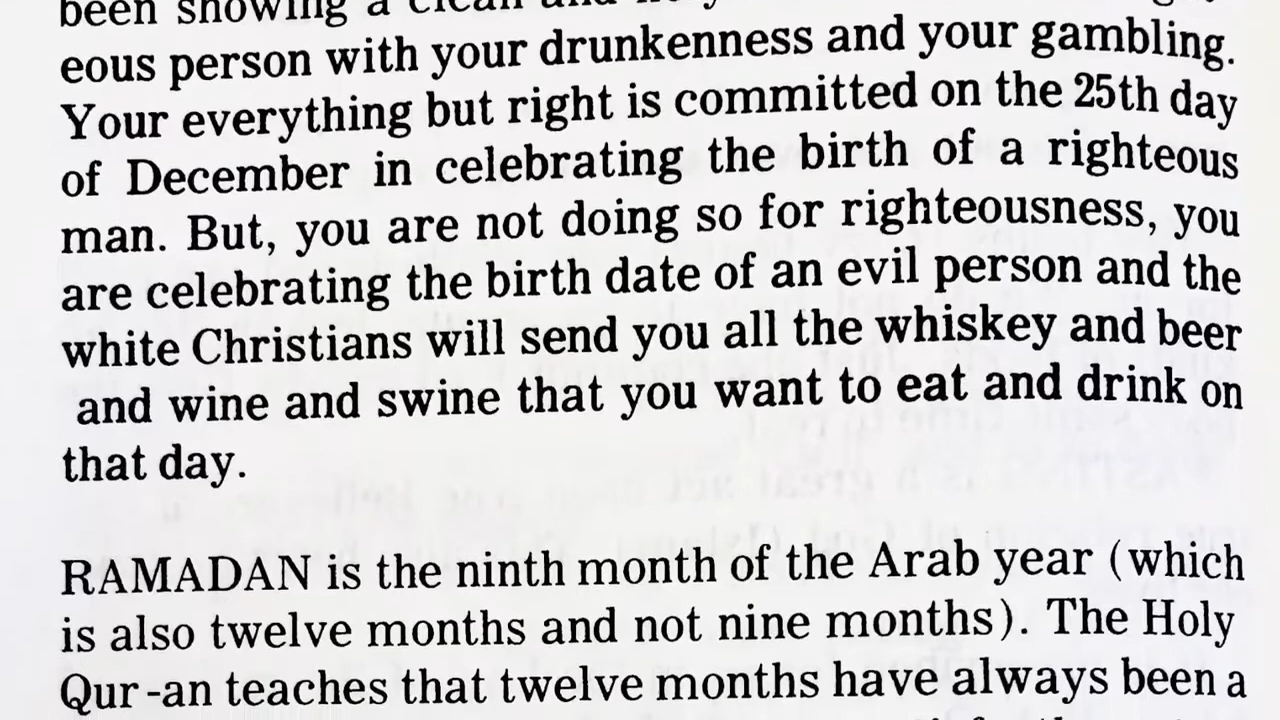 been showing a clean and
eous person with your drunkenness and your gambling.
Your everything but right is committed on the 25th day
of December in celebrating the birth of a righteous
man. But, you are not doing so for righteousness, you
are celebrating the birth date of an evil person and the
white Christians will send you all the whiskey and beer
and wine and swine that you want to eat and drink on
that day.
RAMADAN is the ninth month of the Arab year (which
is also twelve months and not nine months). The Holy
Qur-an teaches that twelve months have always been a